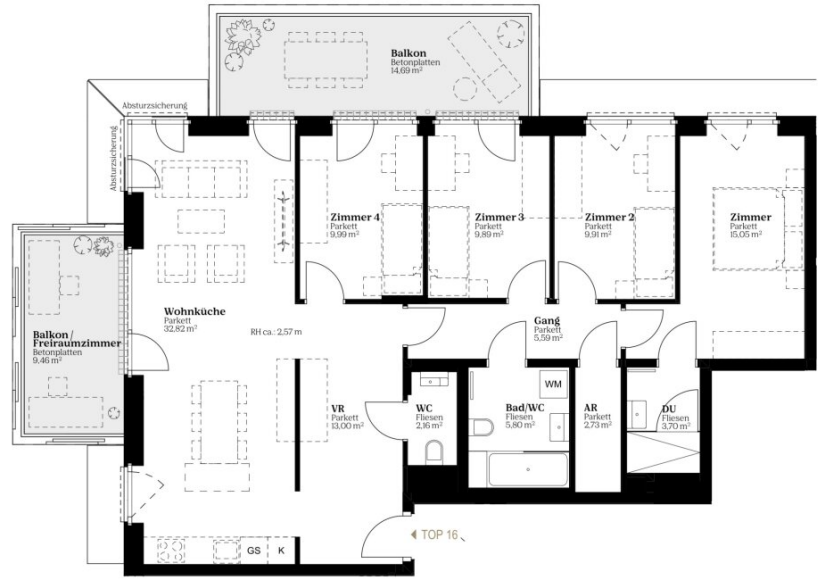 Balkon
Betonplatten
14,69 m²
Absturzsicherung
Absturzsicherung
Zimmer 4
Parkett
9,99 m²
Zimmer 3
Parkett
9,89 m²
Zimmer 2
Parkett
9,91 m²
Zimmer
Parkett
15,05 m²
Wohnküche
Parkett
32,82 m²
RH ca.: 2,57 m
Gang
Parkett
5,59 m²
Balkon/
Freiraumzimmer
Betonplatten
9,46 m²
VR
Parkett
13,00 m²
WC
Fliesen
2,16 m²
Bad/WC
Fliesen
5,80 m²
WM
AR
Parkett
2,73 m²
DU
Fliesen
3,70 m²
TOP 16
GS
K